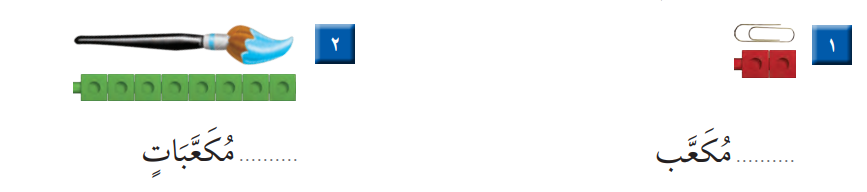 ١
.......... مُكَعَّب
٢
.......... مُكَعَّبَاتٍ